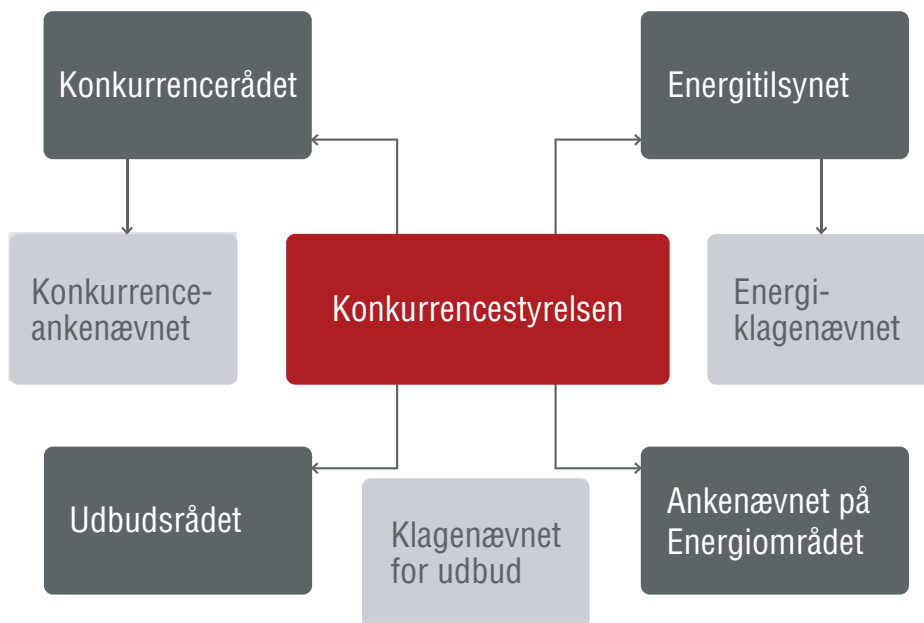 Konkurrencerådet
Energitilsynet
Konkurrence-
ankenævnet
Konkurrencestyrelsen
Energi-
klagenævnet
Udbudsrådet
Klagenævnet
for udbud
Ankenævnet på
Energiområdet